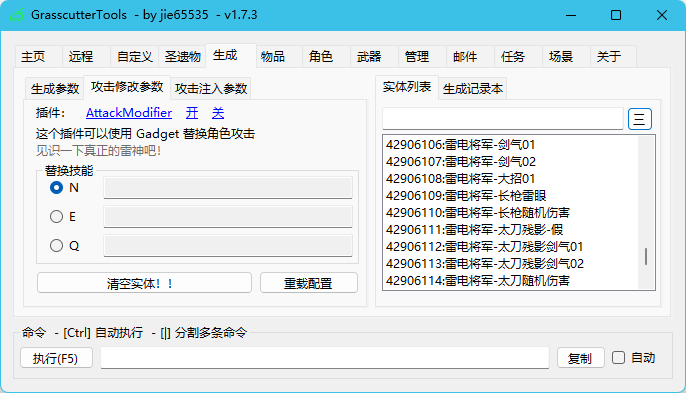 GrasscutterTools - by jie65535 - v1.7.3
主页 远程 自定义 圣遗物 生成 物品 角色 武器 管理 邮件 任务 场景 关于
生成参数 攻击修改参数 攻击注入参数
插件： AttackModifier 开 关
这个插件可以使用 Gadget 替换角色攻击
见识一下真正的雷神吧！
替换技能
N
E
Q
清空实体！！ 重载配置
实体列表 生成记录本
三
42906106:雷电将军-剑气01
42906107:雷电将军-剑气02
42906108:雷电将军-大招01
42906109:雷电将军-长枪雷眼
42906110:雷电将军-长枪随机伤害
42906111:雷电将军-太刀残影-假
42906112:雷电将军-太刀残影剑气01
42906113:雷电将军-太刀残影剑气02
42906114:雷电将军-太刀随机伤害
命令 - [Ctrl] 自动执行 - [|] 分割多条命令
执行(F5) 复制 自动